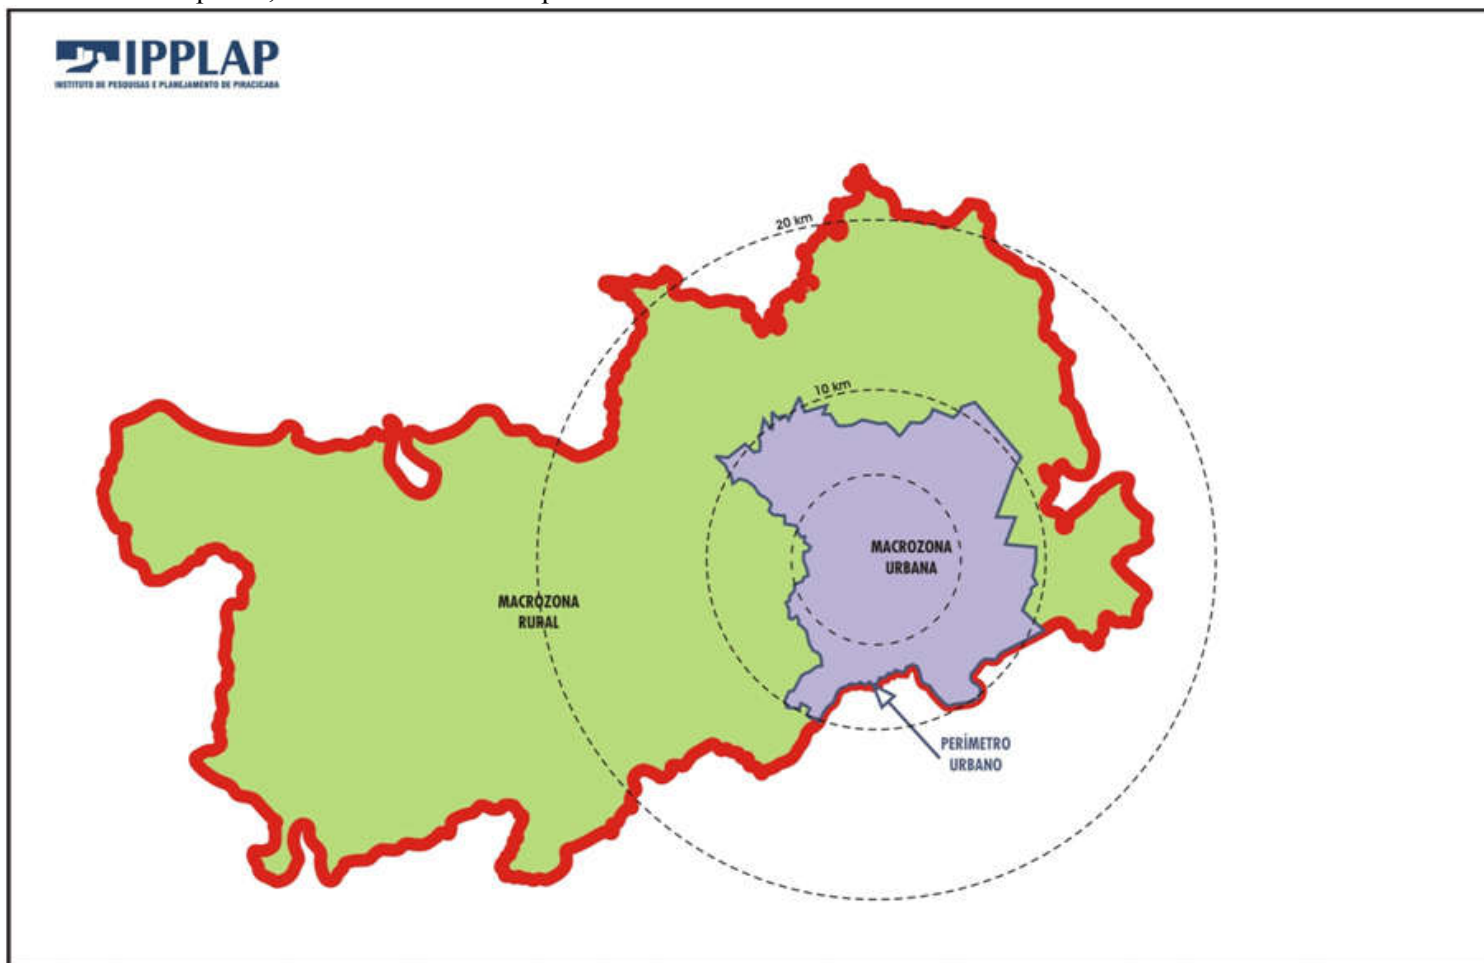 IPPLAP
INSTITUTO DE PESQUISAS E PLANEJAMENTO DE PIRACICABA
20 km
10 km
MACROZONA
URBANA
MACROZONA
RURAL
PERÍMETRO
URBANO